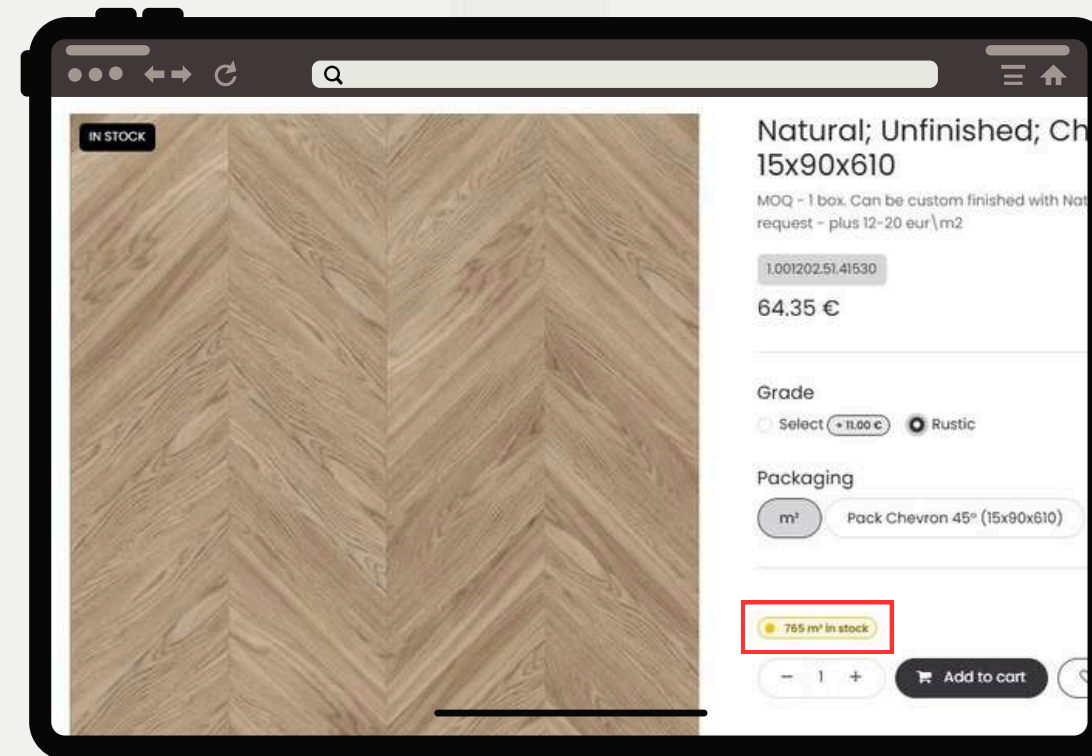 IN STOCK
Natural; Unfinished; Ch
15x90x610
MOQ - 1 box. Can be custom finished with Nat
request - plus 12-20 eur\m2
1.001202.51.41530
64.35 €
Grade
Select + 11.00 € Rustic
Packaging
m² Pack Chevron 45° (15x90x610)
765 m² in stock
− 1 + Add to cart